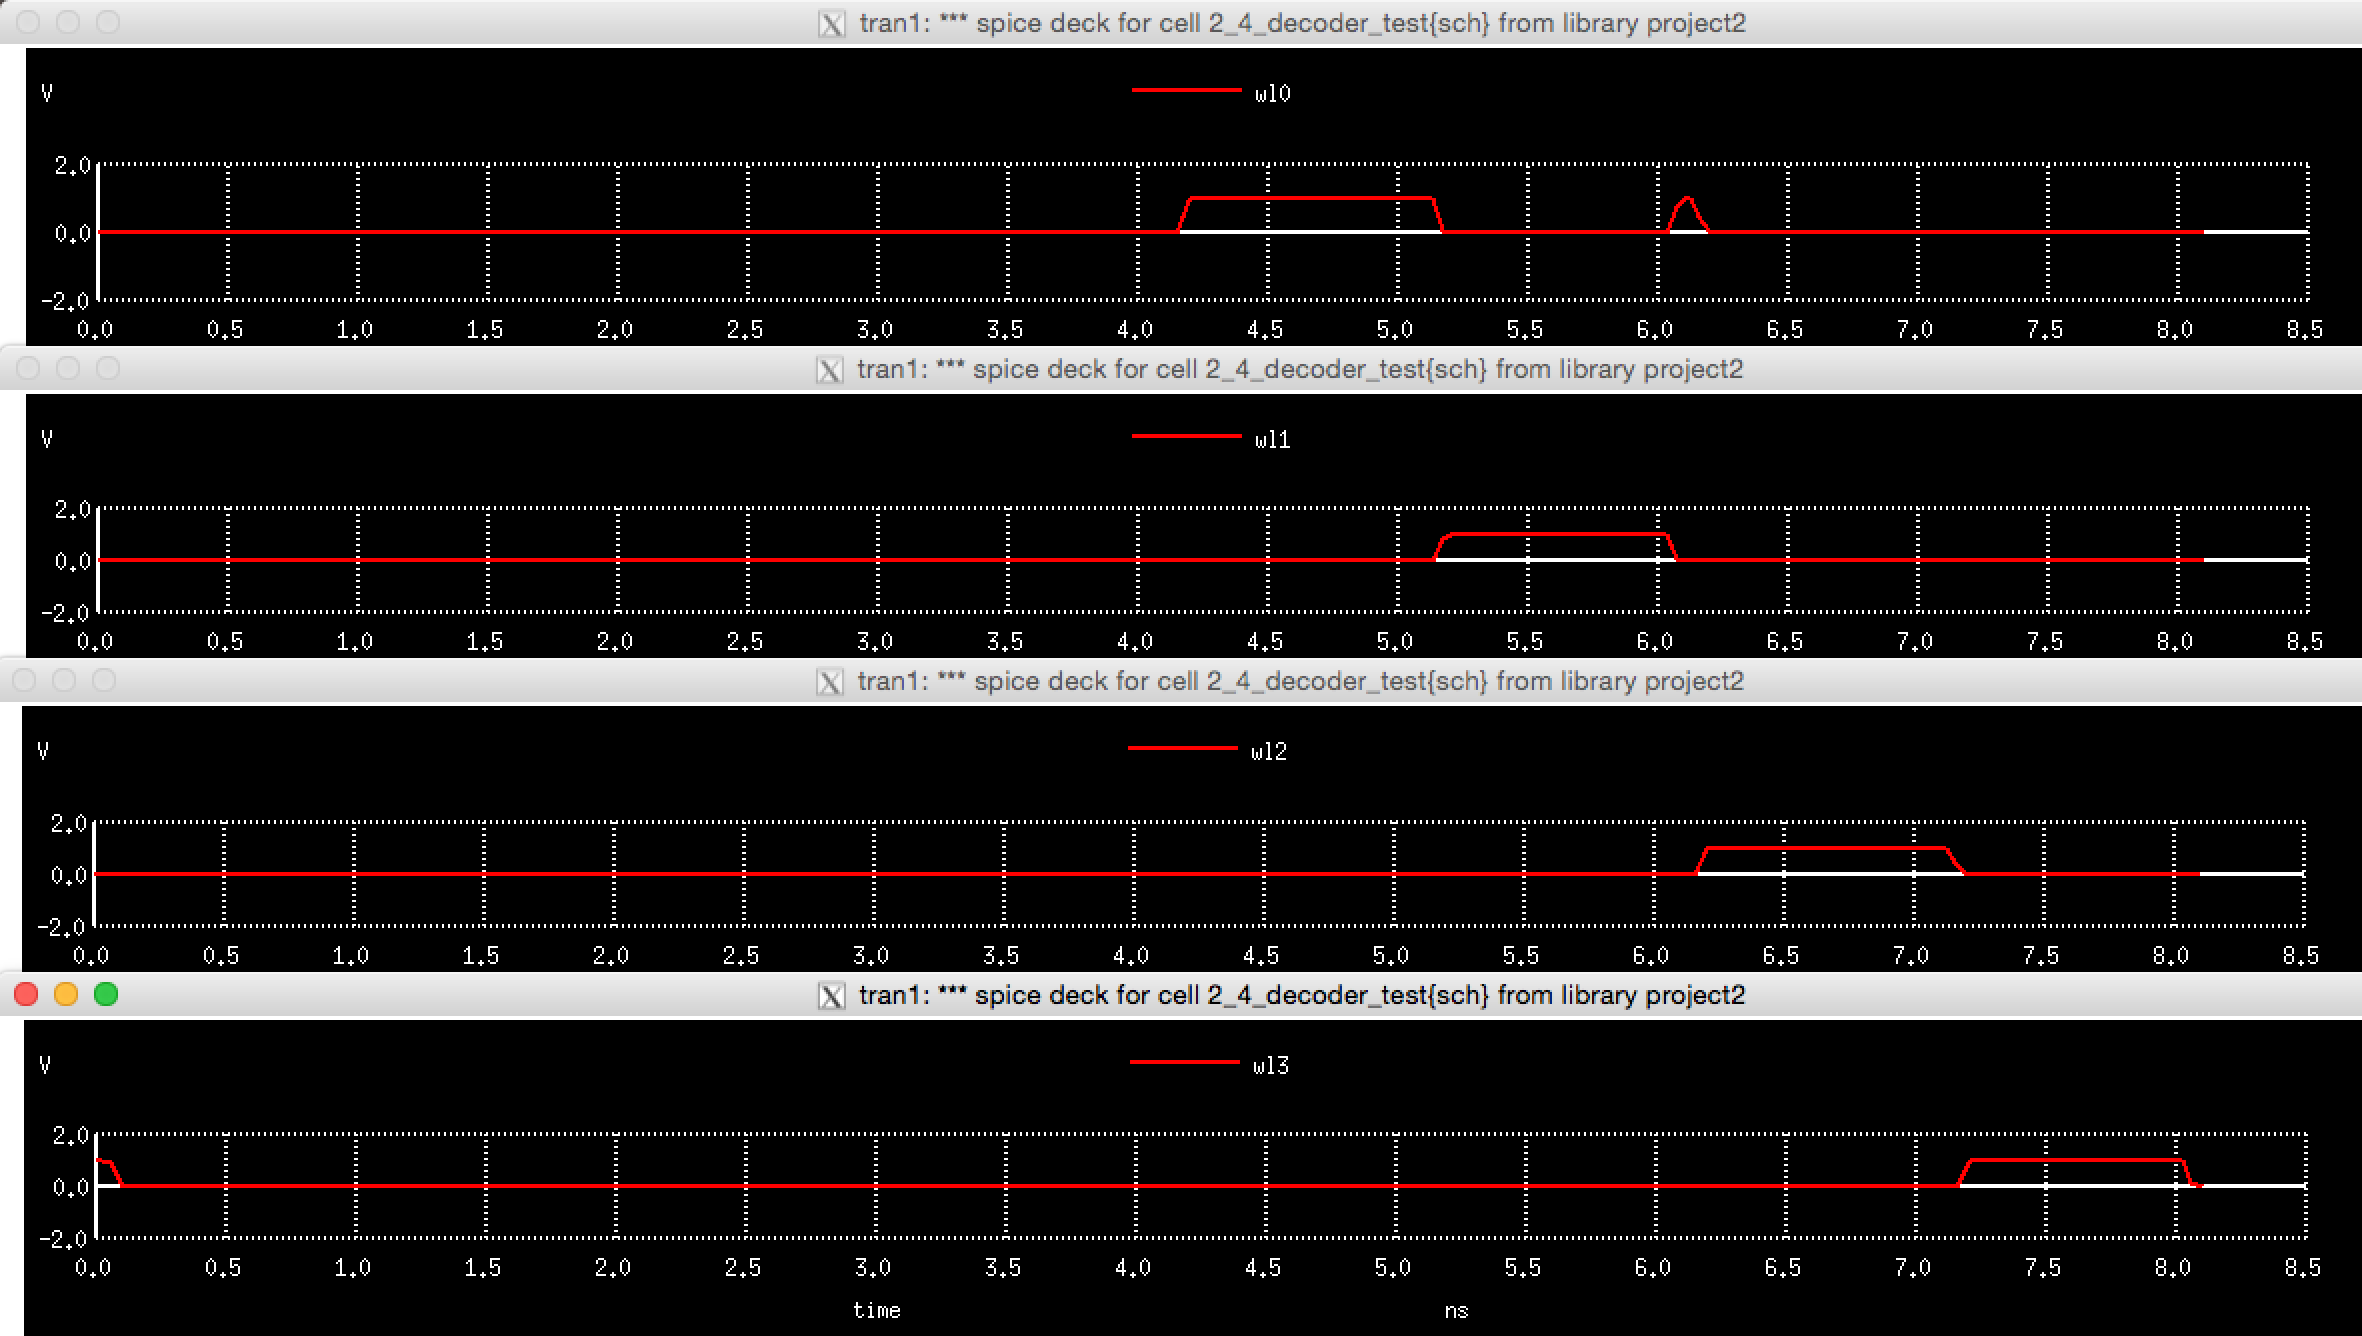 tran1: *** spice deck for cell 2_4_decoder_test{sch} from library project2
V
wl0
2.0
0.0
-2.0
0.0 0.5 1.0 1.5 2.0 2.5 3.0 3.5 4.0 4.5 5.0 5.5 6.0 6.5 7.0 7.5 8.0 8.5
tran1: *** spice deck for cell 2_4_decoder_test{sch} from library project2
V
wl1
2.0
0.0
-2.0
0.0 0.5 1.0 1.5 2.0 2.5 3.0 3.5 4.0 4.5 5.0 5.5 6.0 6.5 7.0 7.5 8.0 8.5
tran1: *** spice deck for cell 2_4_decoder_test{sch} from library project2
V
wl2
2.0
0.0
-2.0
0.0 0.5 1.0 1.5 2.0 2.5 3.0 3.5 4.0 4.5 5.0 5.5 6.0 6.5 7.0 7.5 8.0 8.5
tran1: *** spice deck for cell 2_4_decoder_test{sch} from library project2
V
wl3
2.0
0.0
-2.0
0.0 0.5 1.0 1.5 2.0 2.5 3.0 3.5 4.0 4.5 5.0 5.5 6.0 6.5 7.0 7.5 8.0 8.5
time ns